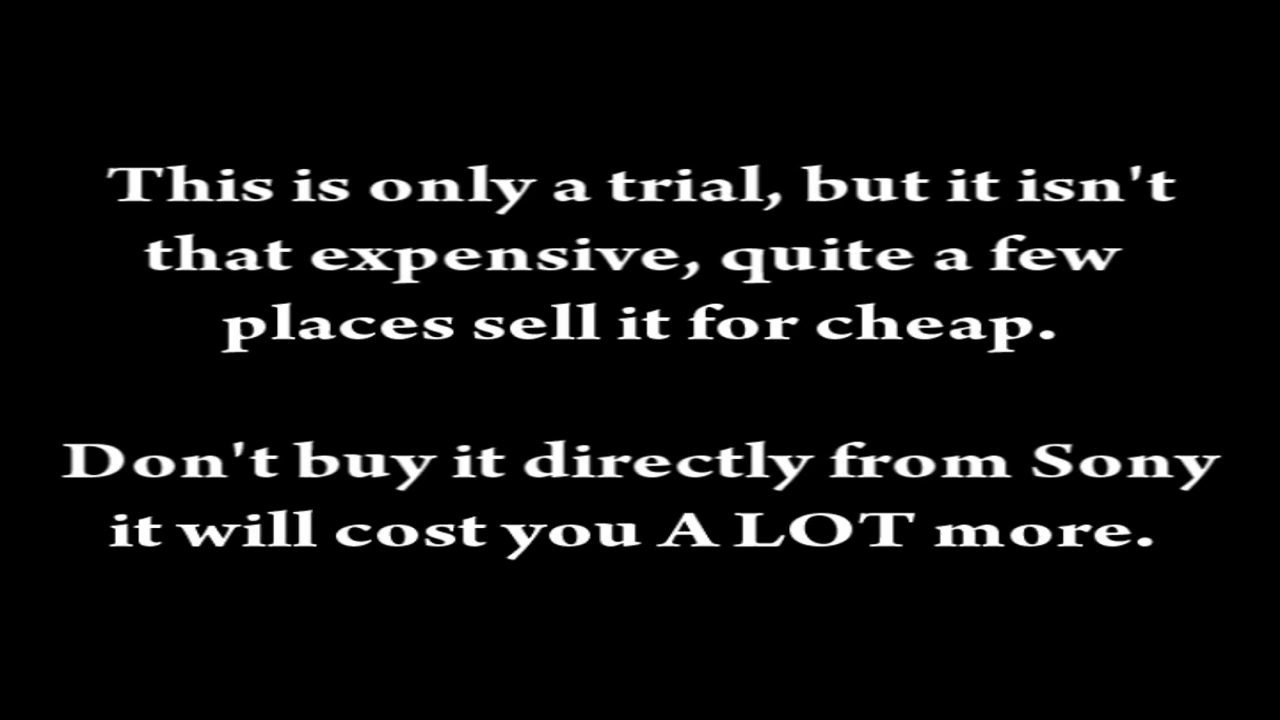 This is only a trial, but it isn't
that expensive, quite a few
places sell it for cheap.
Don't buy it directly from Sony
it will cost you A LOT more.